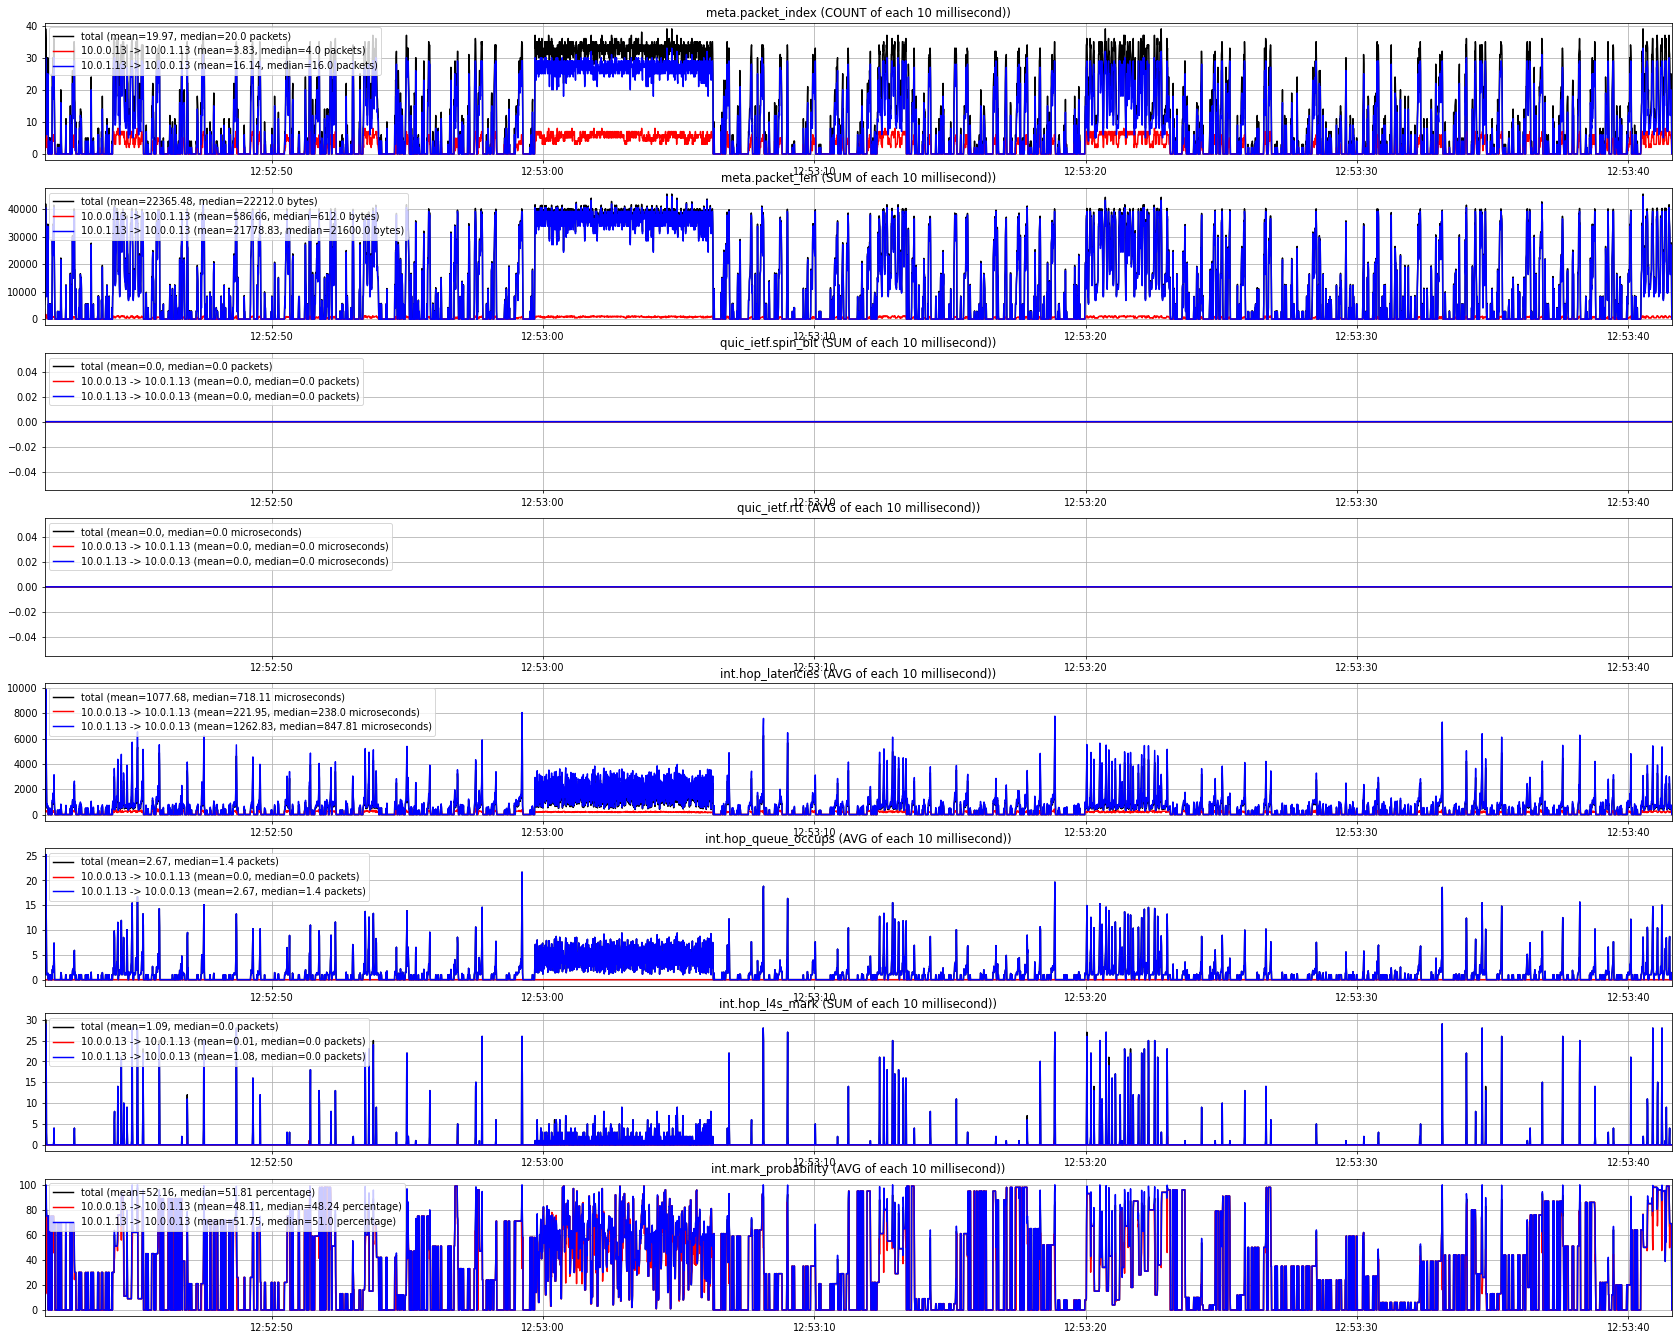 meta.packet_index (COUNT of each 10 millisecond))
40
30
20
10
0
total (mean=19.97, median=20.0 packets)
10.0.0.13 -> 10.0.1.13 (mean=3.83, median=4.0 packets)
10.0.1.13 -> 10.0.0.13 (mean=16.14, median=16.0 packets)
12:52:50 12:53:00 12:53:10 12:53:20 12:53:30 12:53:40
meta.packet_len (SUM of each 10 millisecond))
40000
30000
20000
10000
0
total (mean=22365.48, median=22212.0 bytes)
10.0.0.13 -> 10.0.1.13 (mean=586.66, median=612.0 bytes)
10.0.1.13 -> 10.0.0.13 (mean=21778.83, median=21600.0 bytes)
12:52:50 12:53:00 12:53:10 12:53:20 12:53:30 12:53:40
quic_ietf.spin_bit (SUM of each 10 millisecond))
0.04
0.02
0.00
−0.02
−0.04
total (mean=0.0, median=0.0 packets)
10.0.0.13 -> 10.0.1.13 (mean=0.0, median=0.0 packets)
10.0.1.13 -> 10.0.0.13 (mean=0.0, median=0.0 packets)
12:52:50 12:53:00 12:53:10 12:53:20 12:53:30 12:53:40
quic_ietf.rtt (AVG of each 10 millisecond))
0.04
0.02
0.00
−0.02
−0.04
total (mean=0.0, median=0.0 microseconds)
10.0.0.13 -> 10.0.1.13 (mean=0.0, median=0.0 microseconds)
10.0.1.13 -> 10.0.0.13 (mean=0.0, median=0.0 microseconds)
12:52:50 12:53:00 12:53:10 12:53:20 12:53:30 12:53:40
int.hop_latencies (AVG of each 10 millisecond))
10000
8000
6000
4000
2000
0
total (mean=1077.68, median=718.11 microseconds)
10.0.0.13 -> 10.0.1.13 (mean=221.95, median=238.0 microseconds)
10.0.1.13 -> 10.0.0.13 (mean=1262.83, median=847.81 microseconds)
12:52:50 12:53:00 12:53:10 12:53:20 12:53:30 12:53:40
int.hop_queue_occups (AVG of each 10 millisecond))
25
20
15
10
5
0
total (mean=2.67, median=1.4 packets)
10.0.0.13 -> 10.0.1.13 (mean=0.0, median=0.0 packets)
10.0.1.13 -> 10.0.0.13 (mean=2.67, median=1.4 packets)
12:52:50 12:53:00 12:53:10 12:53:20 12:53:30 12:53:40
int.hop_l4s_mark (SUM of each 10 millisecond))
30
25
20
15
10
5
0
total (mean=1.09, median=0.0 packets)
10.0.0.13 -> 10.0.1.13 (mean=0.01, median=0.0 packets)
10.0.1.13 -> 10.0.0.13 (mean=1.08, median=0.0 packets)
12:52:50 12:53:00 12:53:10 12:53:20 12:53:30 12:53:40
int.mark_probability (AVG of each 10 millisecond))
100
80
60
40
20
0
total (mean=52.16, median=51.81 percentage)
10.0.0.13 -> 10.0.1.13 (mean=48.11, median=48.24 percentage)
10.0.1.13 -> 10.0.0.13 (mean=51.75, median=51.0 percentage)
12:52:50 12:53:00 12:53:10 12:53:20 12:53:30 12:53:40